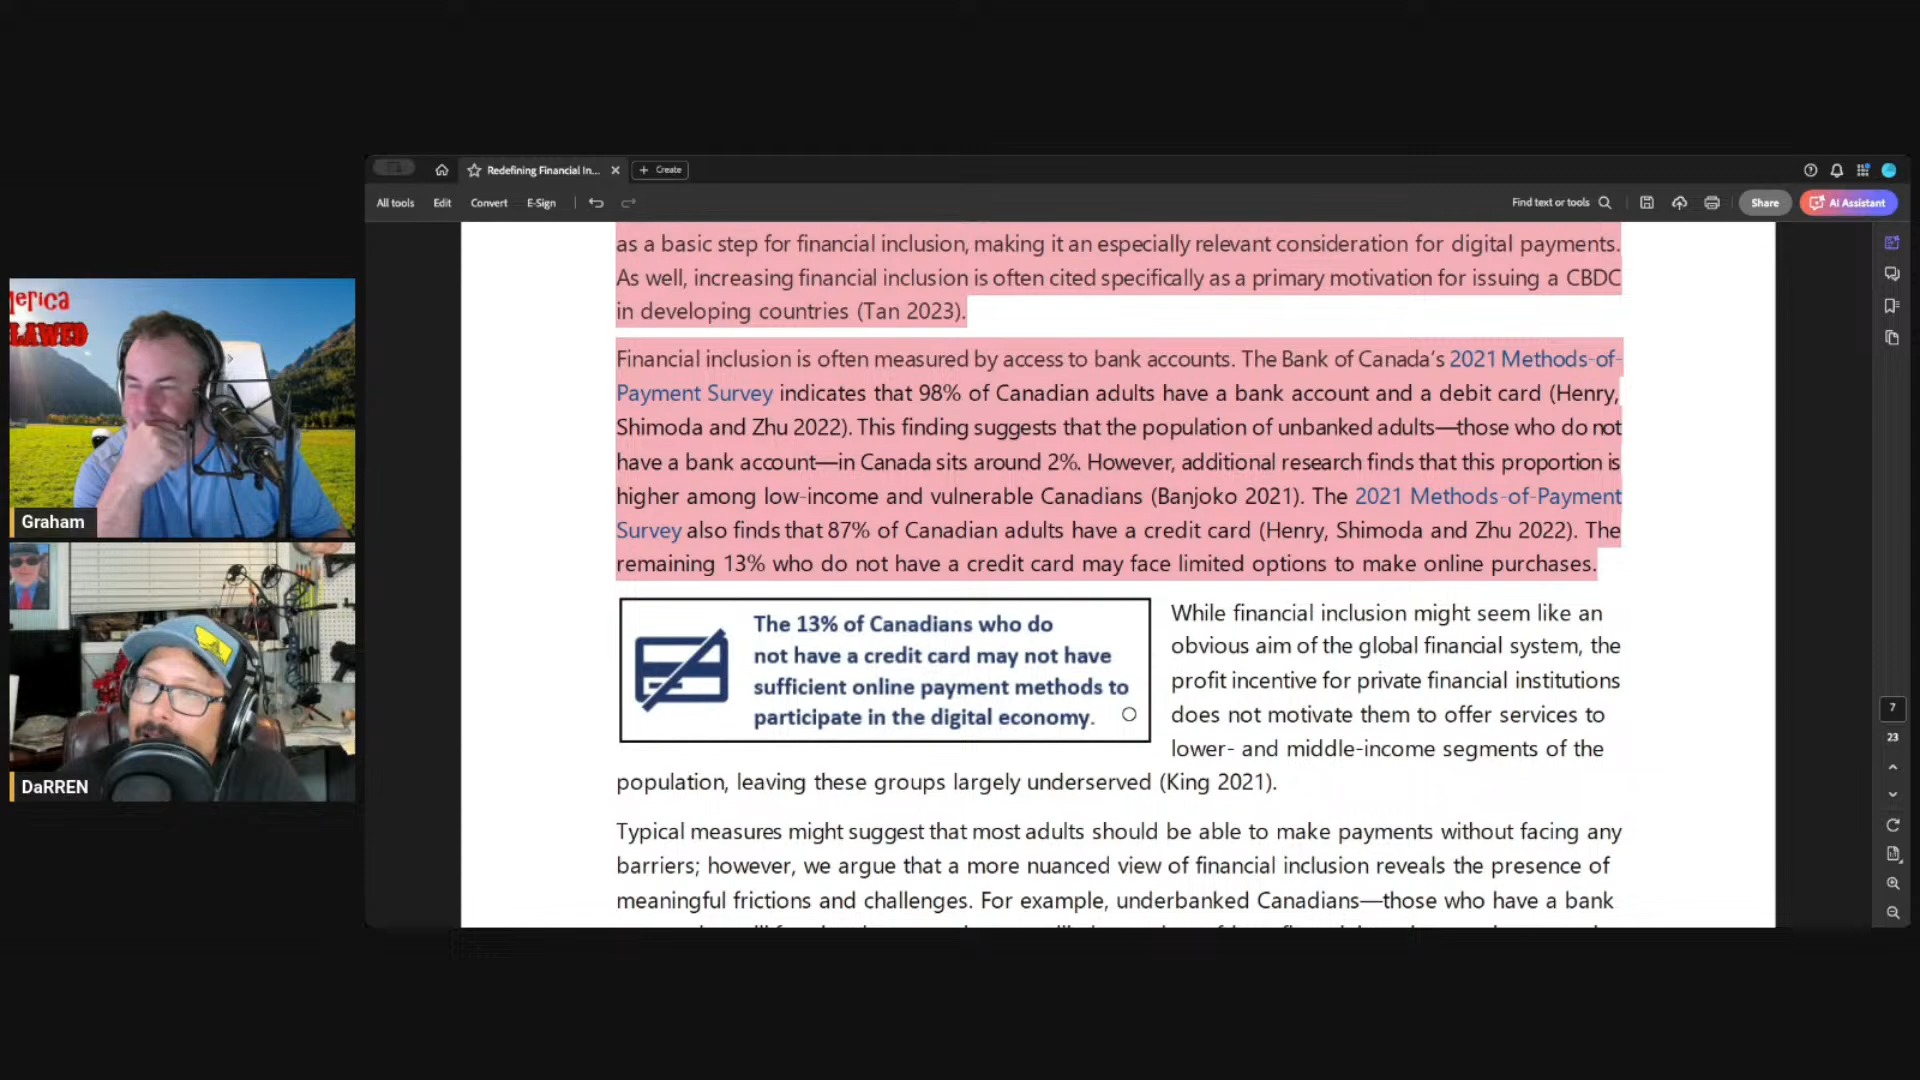 Redefining Financial In...
Create
All tools
Edit
Convert
E-Sign
Find text or tools
Share
AI Assistant
as a basic step for financial inclusion, making it an especially relevant consideration for digital payments.
As well, increasing financial inclusion is often cited specifically as a primary motivation for issuing a CBDC
in developing countries (Tan 2023).
Financial inclusion is often measured by access to bank accounts. The Bank of Canada’s 2021 Methods-of-
Payment Survey indicates that 98% of Canadian adults have a bank account and a debit card (Henry,
Shimoda and Zhu 2022). This finding suggests that the population of unbanked adults—those who do not
have a bank account—in Canada sits around 2%. However, additional research finds that this proportion is
higher among low-income and vulnerable Canadians (Banjoko 2021). The 2021 Methods-of-Payment
Survey also finds that 87% of Canadian adults have a credit card (Henry, Shimoda and Zhu 2022). The
remaining 13% who do not have a credit card may face limited options to make online purchases.
The 13% of Canadians who do
not have a credit card may not have
sufficient online payment methods to
participate in the digital economy.
While financial inclusion might seem like an
obvious aim of the global financial system, the
profit incentive for private financial institutions
does not motivate them to offer services to
lower- and middle-income segments of the
population, leaving these groups largely underserved (King 2021).
Typical measures might suggest that most adults should be able to make payments without facing any
barriers; however, we argue that a more nuanced view of financial inclusion reveals the presence of
meaningful frictions and challenges. For example, underbanked Canadians—those who have a bank
7
23
erica
LAWED
Graham
DaRREN